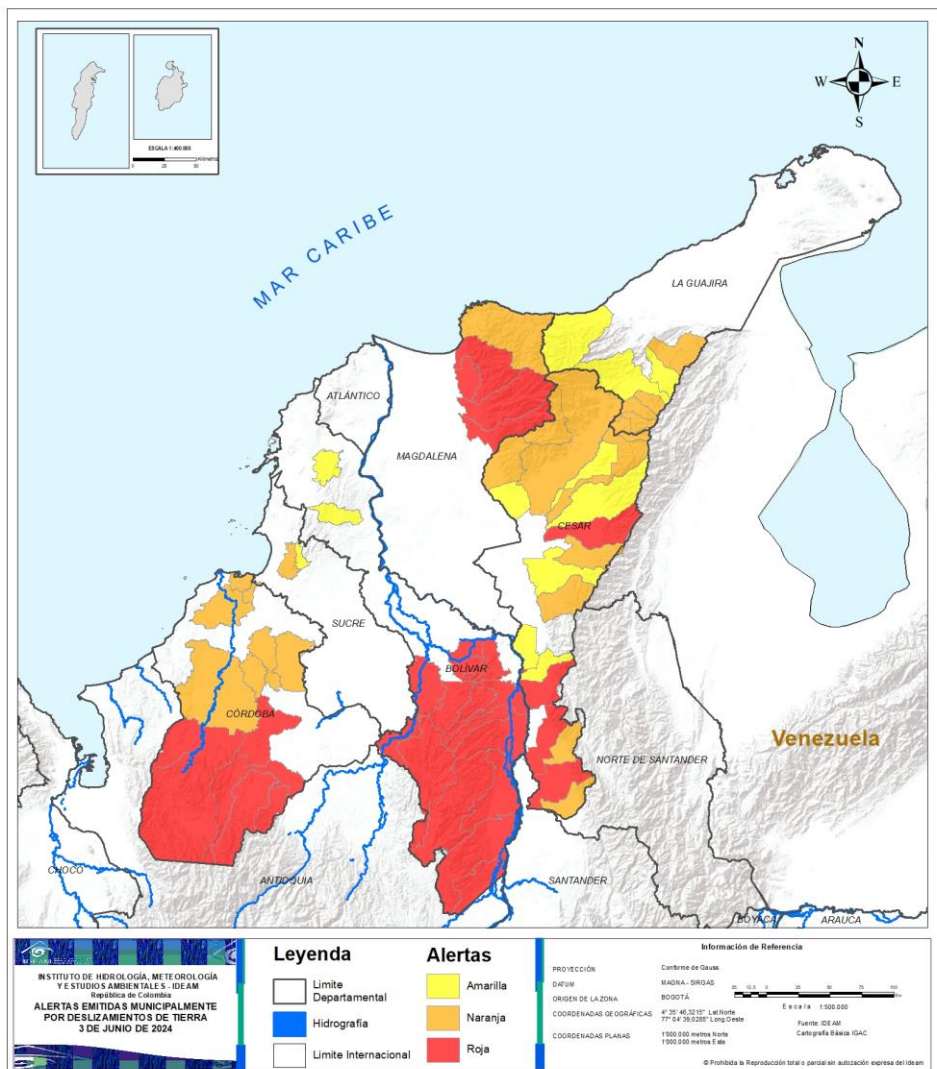 ESCALA 1:400.000
0 25 50
N
W E
S
MAR CARIBE
LA GUAJIRA
ATLÁNTICO
MAGDALENA
CESAR
SUCRE
BOLÍVAR
CÓRDOBA
Venezuela
NORTE DE SANTANDER
CHOCO
ANTIOQUIA
SANTANDER
BOYACÁ
ARAUCA
INSTITUTO DE HIDROLOGÍA, METEOROLOGÍA
Y ESTUDIOS AMBIENTALES - IDEAM
República de Colombia
ALERTAS EMITIDAS MUNICIPALMENTE
POR DESLIZAMIENTOS DE TIERRA
3 DE JUNIO DE 2024
Leyenda
Limite
Departamental
Hidrografía
Limite Internacional
Alertas
Amarilla
Naranja
Roja
Información de Referencia
PROYECCIÓN Conforme de Gauss
DATUM MAGNA - SIRGAS
ORIGEN DE LA ZONA BOGOTÁ
COORDENADAS GEOGRÁFICAS 4° 35' 46,3215" Lat.Norte
77° 04' 39,0285" Long.Oeste
COORDENADAS PLANAS 1'000.000 metros Norte
1'000.000 metros Este
Escala 1:500.000
Fuente: IDEAM
Cartografía Básica IGAC
© Prohibida la Reproducción total o parcial sin autozación expresa del Ideam